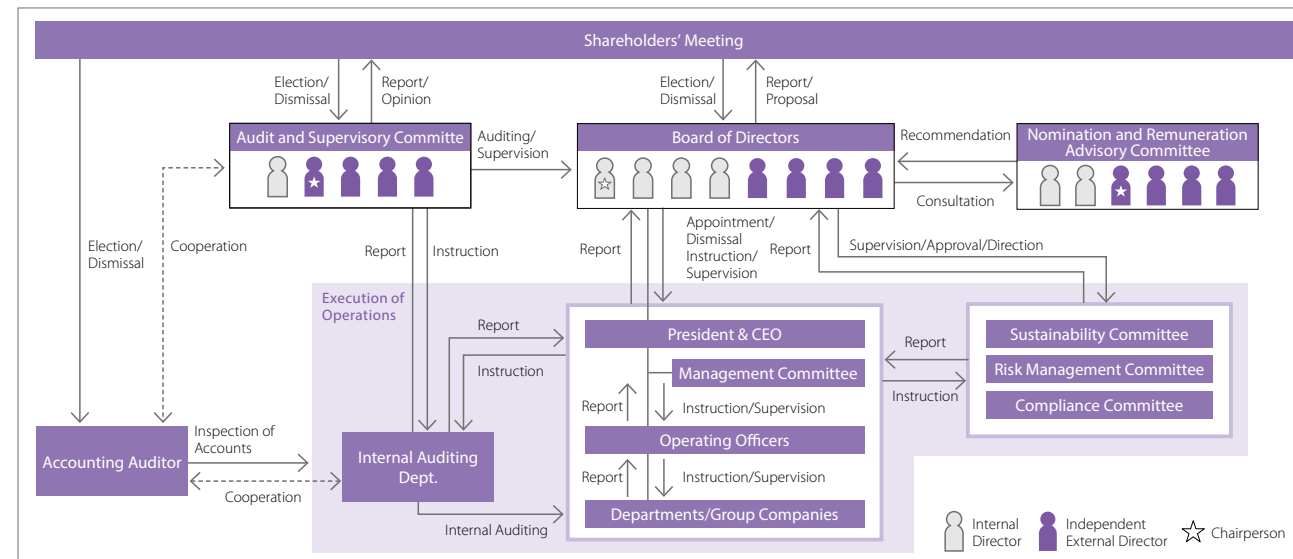 Shareholders' Meeting
Election/
Dismissal
Report/
Opinion
Election/
Dismissal
Report/
Proposal
Audit and Supervisory Committe
Auditing/
Supervision
Board of Directors
Recommendation
Nomination and Remuneration
Advisory Committee
Consultation
Election/
Dismissal
Cooperation
Report
Instruction
Report
Appointment/
Dismissal
Instruction/
Supervision
Report
Supervision/Approval/Direction
Execution of
Operations
Report
Instruction
President & CEO
Management Committee
Report
Instruction/Supervision
Operating Officers
Report
Instruction/Supervision
Departments/Group Companies
Report
Instruction
Sustainability Committee
Risk Management Committee
Compliance Committee
Accounting Auditor
Inspection of
Accounts
Cooperation
Internal Auditing
Dept.
Internal Auditing
Internal
Director
Independent
External Director
Chairperson